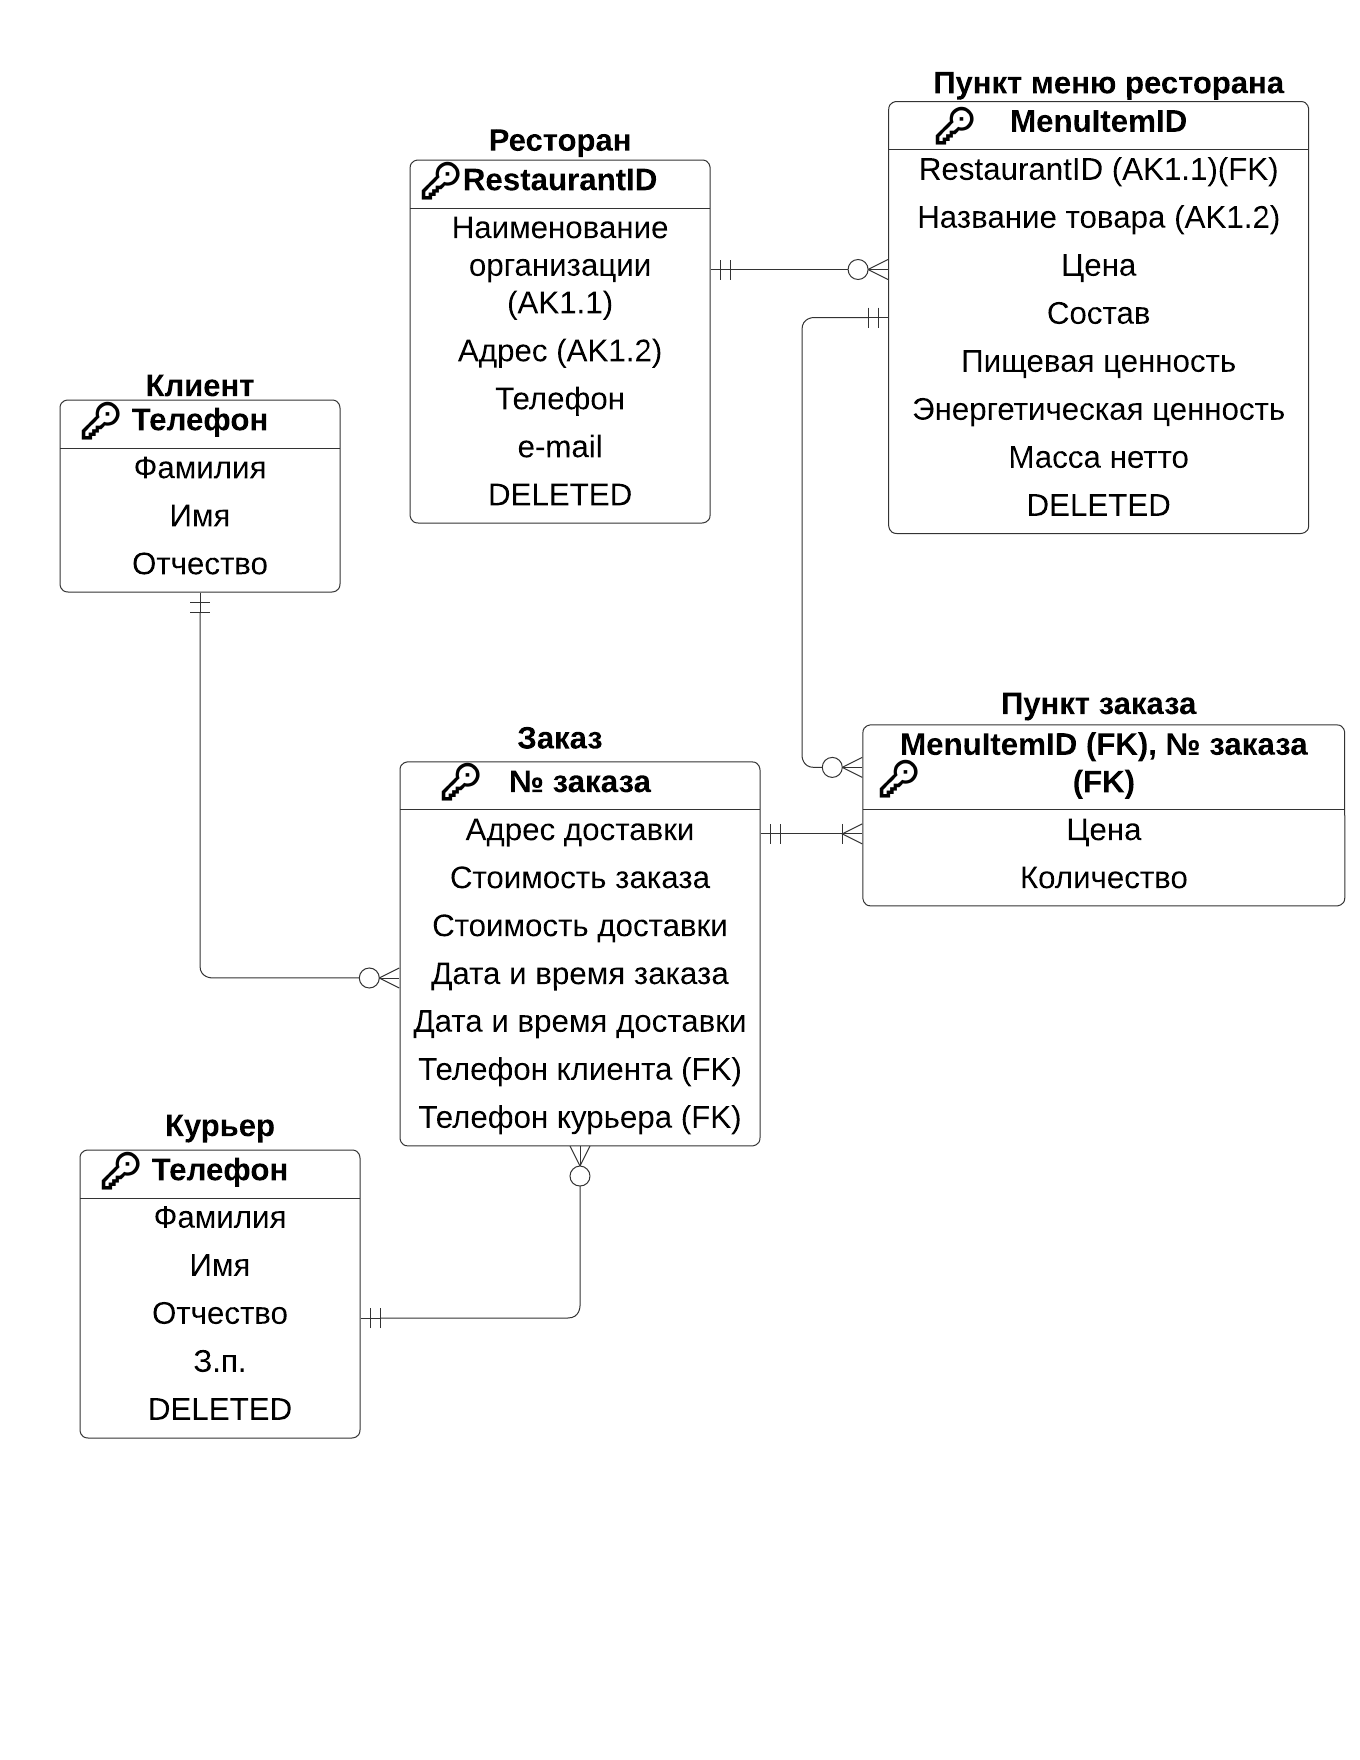 Пункт меню ресторана
MenuItemID
RestaurantID (AK1.1)(FK)
Название товара (AK1.2)
Цена
Состав
Пищевая ценность
Энергетическая ценность
Масса нетто
DELETED
Ресторан
RestaurantID
Наименование
организации
(AK1.1)
Адрес (AK1.2)
Телефон
e-mail
DELETED
Клиент
Телефон
Фамилия
Имя
Отчество
Пункт заказа
MenuItemID (FK), № заказа
(FK)
Цена
Количество
Заказ
№ заказа
Адрес доставки
Стоимость заказа
Стоимость доставки
Дата и время заказа
Дата и время доставки
Телефон клиента (FK)
Телефон курьера (FK)
Курьер
Телефон
Фамилия
Имя
Отчество
З.п.
DELETED